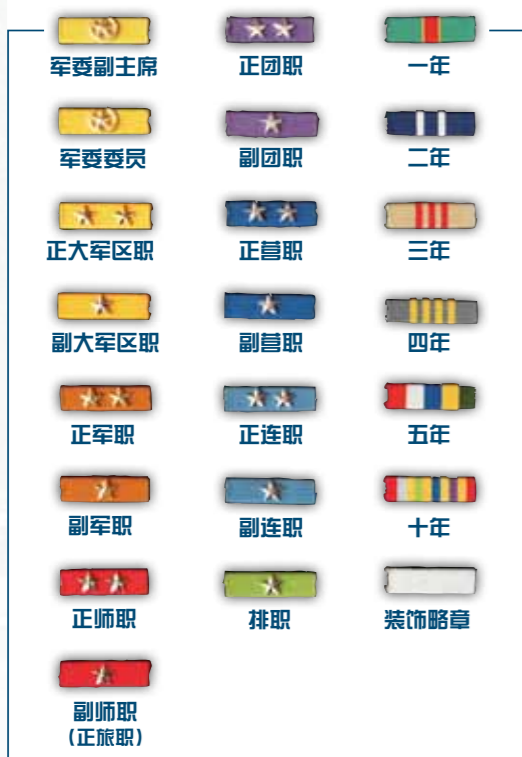 军委副主席
正团职
一年
军委委员
副团职
二年
正大军区职
正营职
三年
副大军区职
副营职
四年
正军职
正连职
五年
副军职
副连职
十年
正师职
排职
装饰略章
副师职
(正旅职)